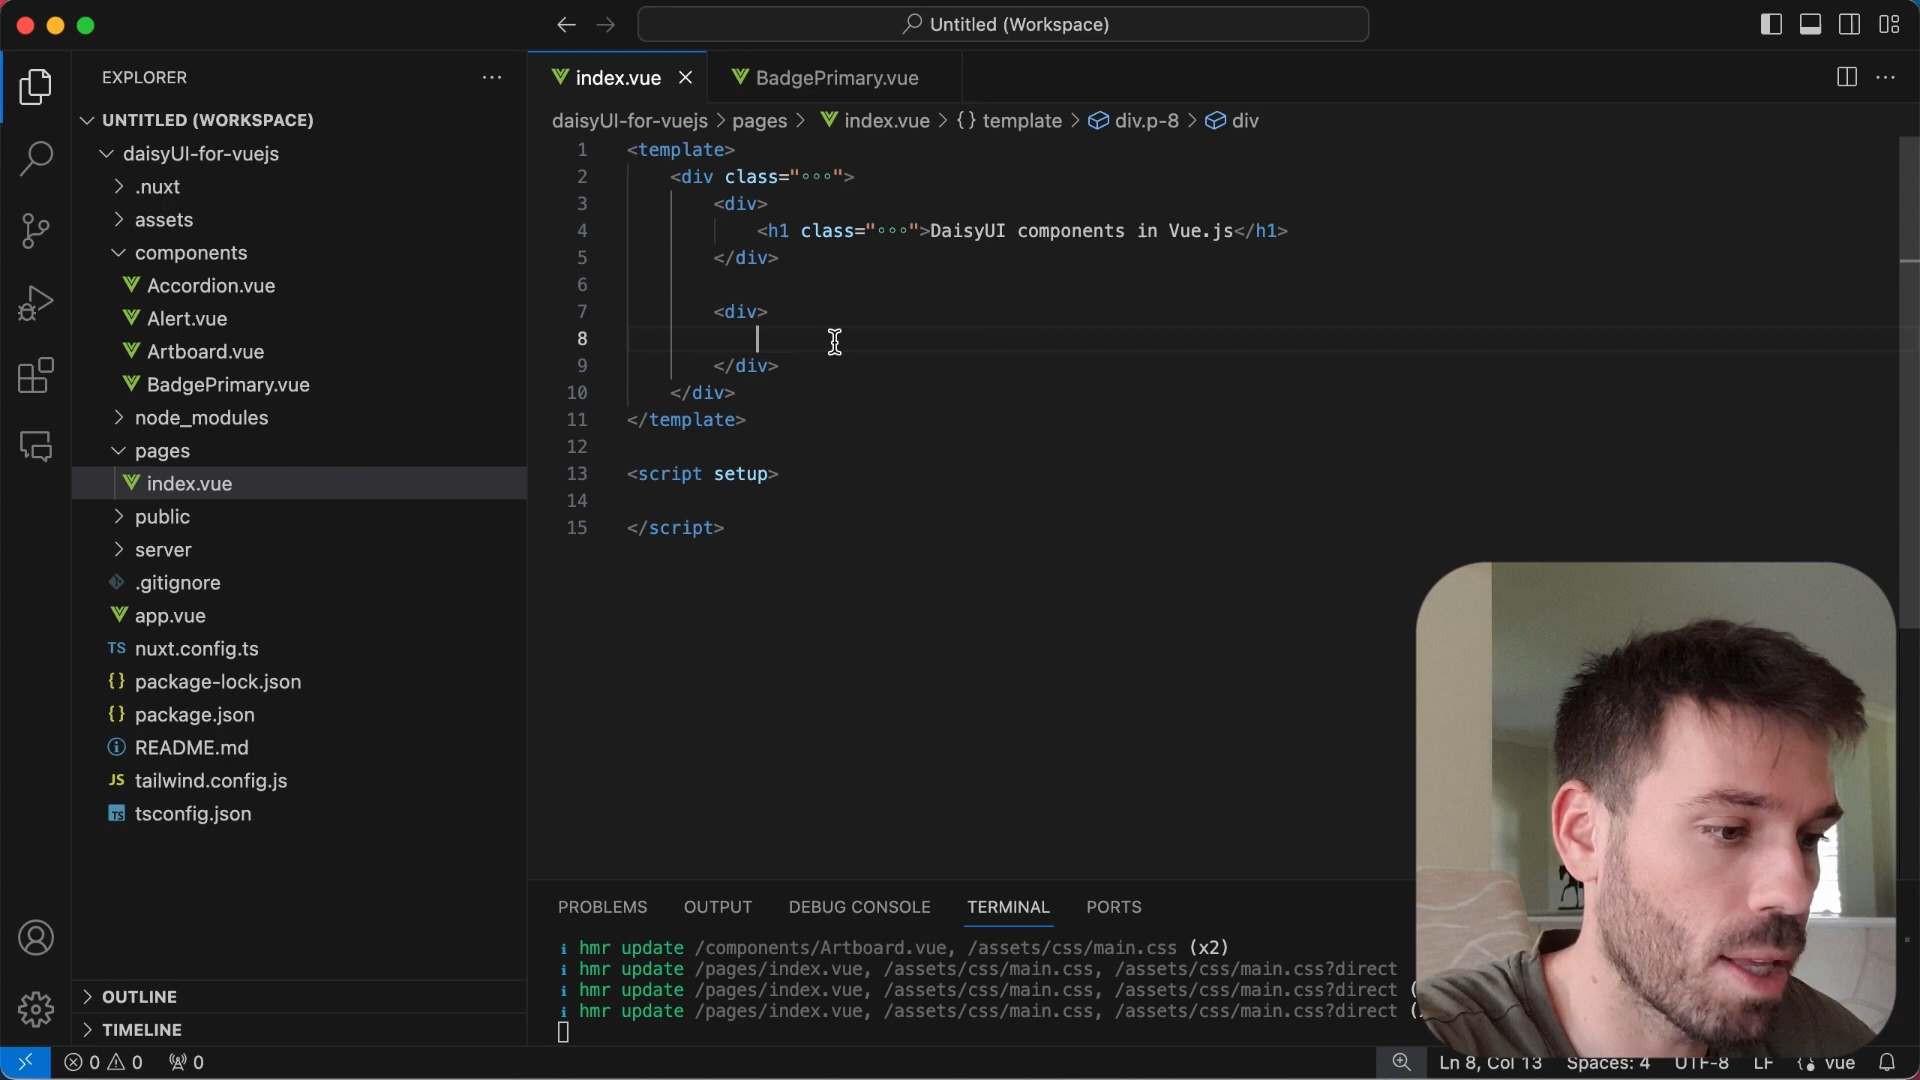 Untitled (Workspace)
EXPLORER
UNTITLED (WORKSPACE)
daisyUI-for-vuejs
.nuxt
assets
components
Accordion.vue
Alert.vue
Artboard.vue
BadgePrimary.vue
node_modules
pages
index.vue
public
server
.gitignore
app.vue
TS nuxt.config.ts
{} package-lock.json
{} package.json
README.md
JS tailwind.config.js
TS tsconfig.json
OUTLINE
TIMELINE
index.vue
BadgePrimary.vue
daisyUI-for-vuejs > pages > index.vue > {} template > div.p-8 > div
1 <template>
2 <div class="◦◦◦">
3 <div>
4 <h1 class="◦◦◦">DaisyUI components in Vue.js</h1>
5 </div>
6
7 <div>
8
9 </div>
10 </div>
11 </template>
12
13 <script setup>
14
15 </script>
PROBLEMS OUTPUT DEBUG CONSOLE TERMINAL PORTS
i hmr update /components/Artboard.vue, /assets/css/main.css (x2)
i hmr update /pages/index.vue, /assets/css/main.css, /assets/css/main.css?direct
i hmr update /pages/index.vue, /assets/css/main.css, /assets/css/main.css?direct (
i hmr update /pages/index.vue, /assets/css/main.css, /assets/css/main.css?direct (
0 0 0
Ln 8, Col 13 Spaces: 4 UTF-8 LF vue